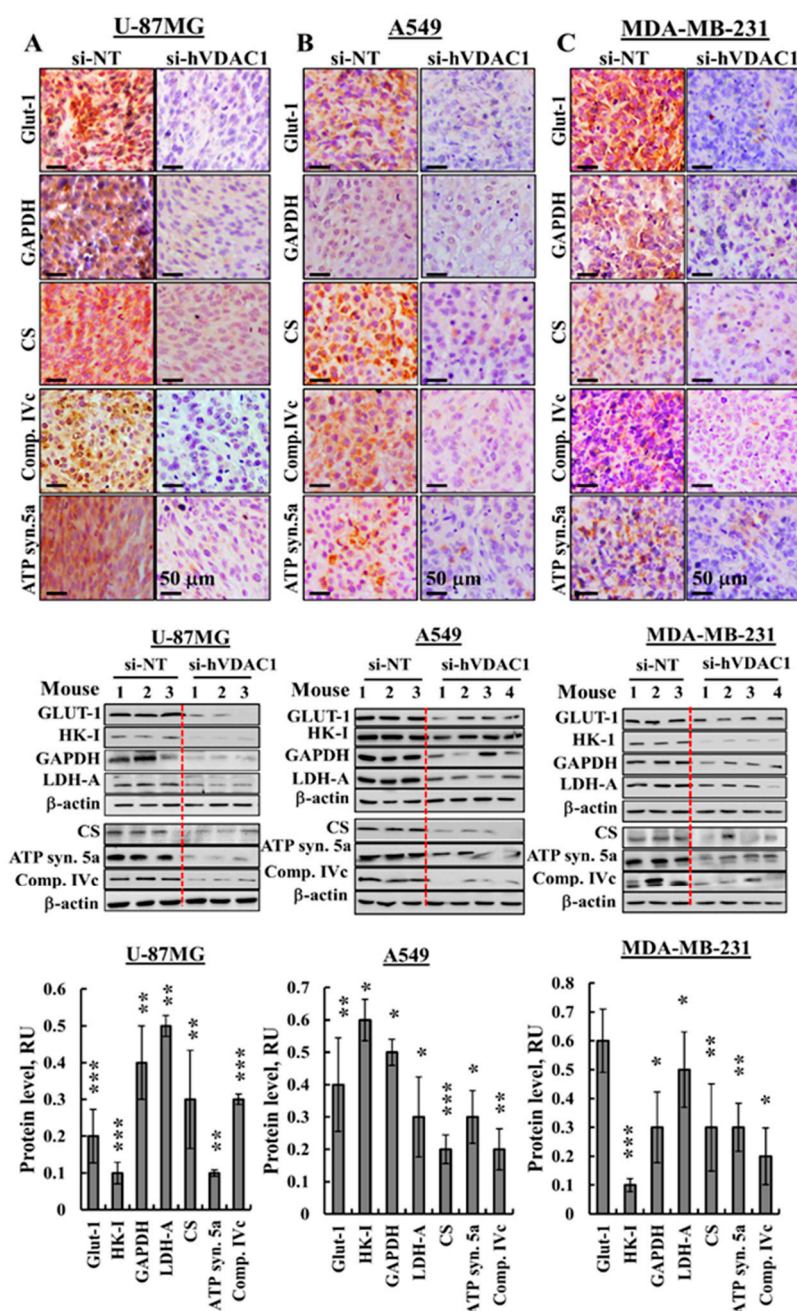 U-87MG A549 MDA-MB-231
A B C
si-NT si-hVDAC1 si-NT si-hVDAC1 si-NT si-hVDAC1
Glut-1 Glut-1 Glut-1
GAPDH GAPDH GAPDH
CS CS CS
Comp. IVc Comp.IVc Comp. IVc
ATP syn.5a ATP syn.5a ATP syn.5a
50 μm 50 μm 50 μm
U-87MG
si-NT si-hVDAC1
Mouse 1 2 3 1 2 3
GLUT-1
HK-I
GAPDH
LDH-A
β-actin
CS
ATP syn. 5a
Comp. IVc
β-actin
A549
si-NT si-hVDAC1
Mouse 1 2 3 1 2 3 4
GLUT-1
HK-I
GAPDH
LDH-A
β-actin
CS
ATP syn. 5a
Comp. IVc
β-actin
MDA-MB-231
si-NT si-hVDAC1
Mouse 1 2 3 1 2 3 4
GLUT-1
HK-1
GAPDH
LDH-A
β-actin
CS
ATP syn. 5a
Comp. IVc
β-actin
U-87MG
Protein level, RU
0.6
0.5
0.4
0.3
0.2
0.1
0
*** *** ** ** ** ** ***
Glut-1 HK-I GAPDH LDH-A CS ATP syn. 5a Comp. IVc
A549
Protein level, RU
0.7
0.6
0.5
0.4
0.3
0.2
0.1
0
** * * * *** * **
Glut-1 HK-I GAPDH LDH-A CS ATP syn. 5a Comp. IVc
MDA-MB-231
Protein level, RU
0.8
0.7
0.6
0.5
0.4
0.3
0.2
0.1
0
*** * * ** ** *
Glut-1 HK-I GAPDH LDH-A CS ATP syn. 5a Comp. IVc